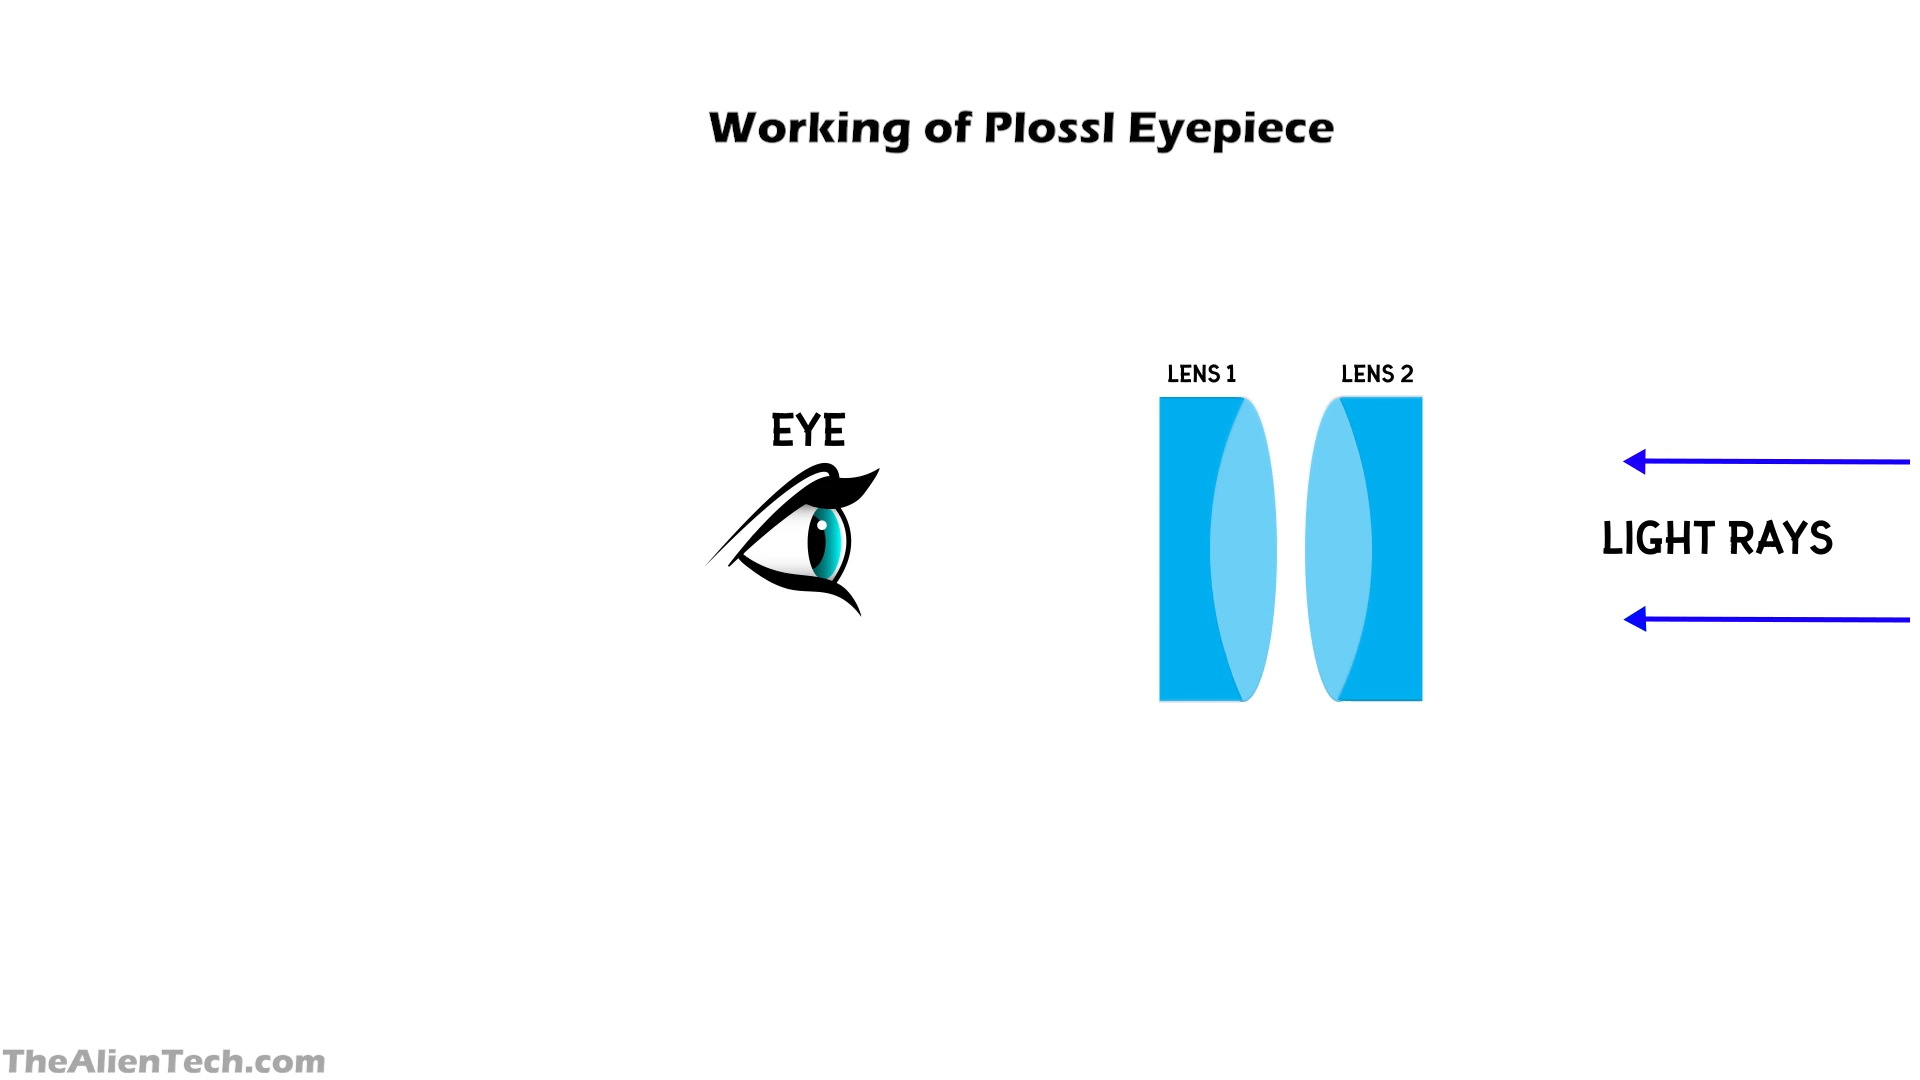 Working of Plossl Eyepiece
LENS 1
LENS 2
EYE
LIGHT RAYS
TheAlienTech.com